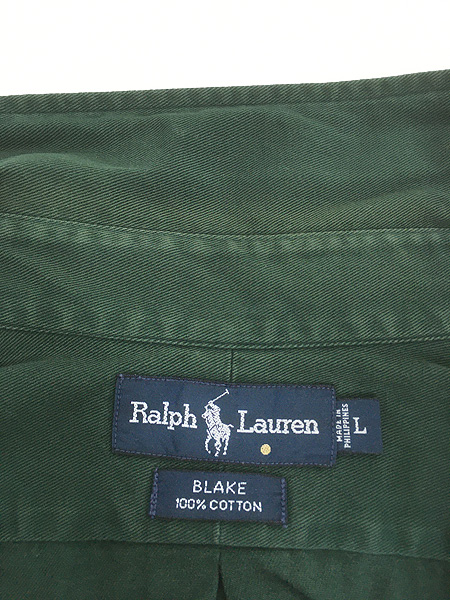 Ralph Lauren
MADE IN
PHILIPPINES
L
BLAKE
100% COTTON